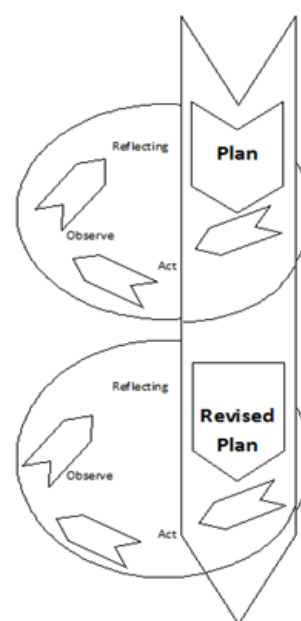 Reflecting
Plan
Observe
Act
Reflecting
Revised
Plan
Observe
Act